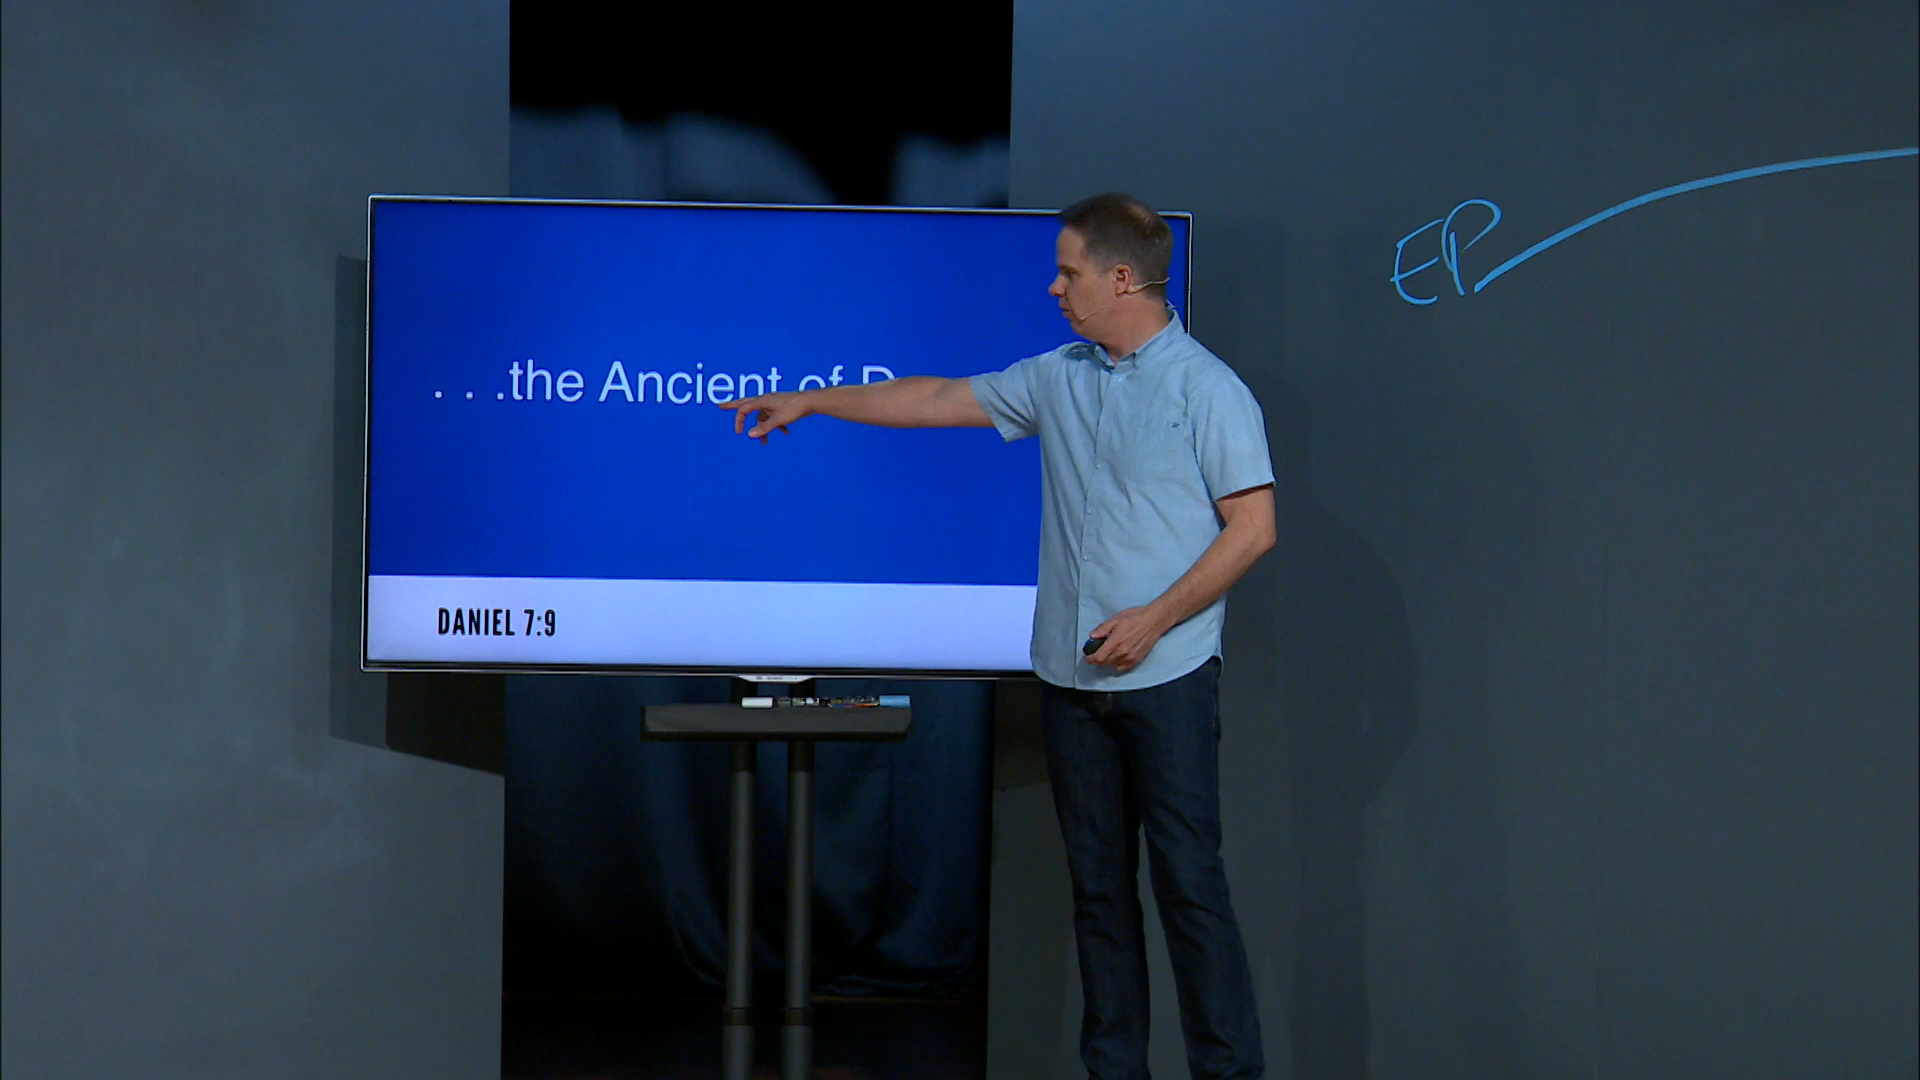 . . .the Ancient of D
DANIEL 7:9
EP